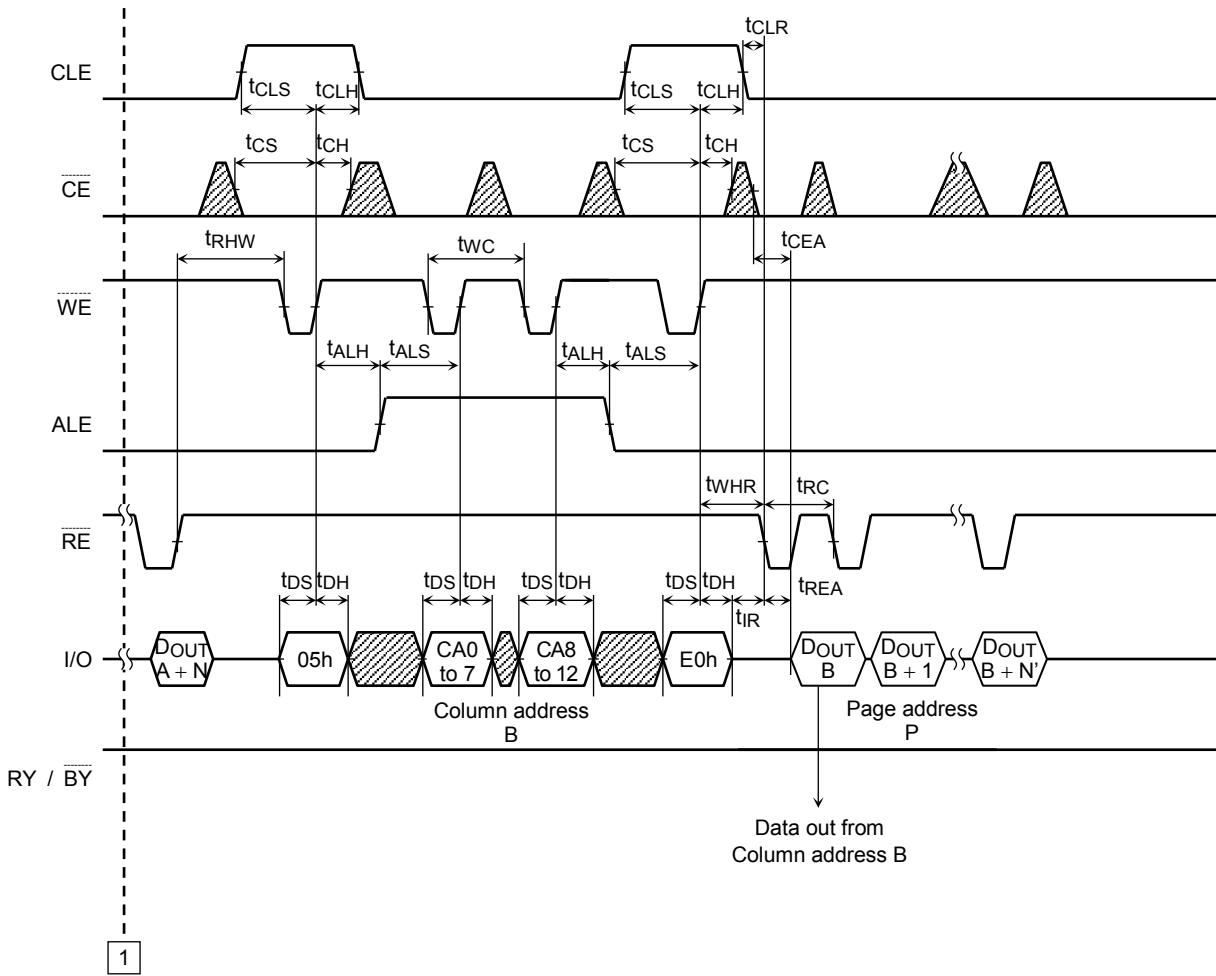 tCLR
CLE
tCLS tCLH tCLS tCLH
tCS tCH tCS tCH
CE
tRHW tWC tCEA
WE
tALH tALS tALH tALS
ALE
tWHR tRC
RE
tDS tDH tDS tDH tDS tDH tDS tDH tREA
tIR
I/O
DOUT
A + N
05h
CA0
to 7
CA8
to 12
E0h
DOUT
B
DOUT
B + 1
DOUT
B + N’
Column address
B
Page address
P
RY / BY
Data out from
Column address B
1